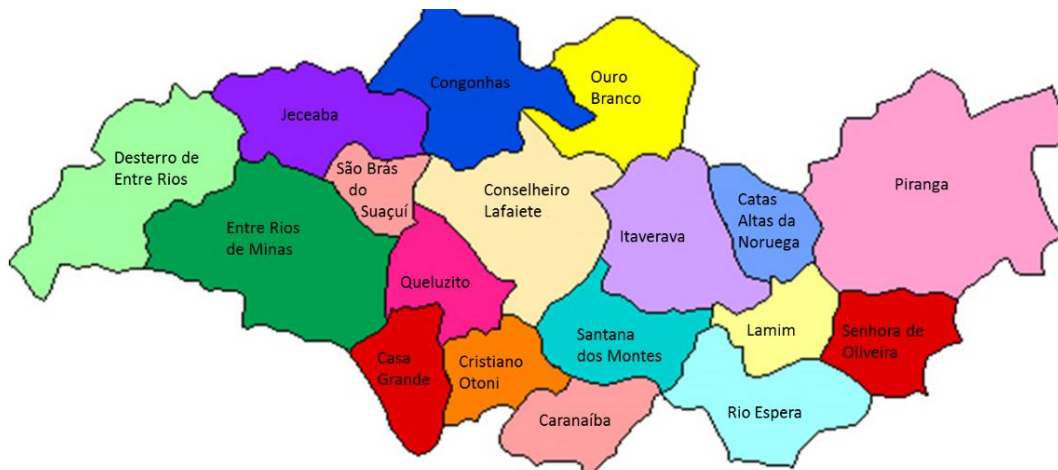 Congonhas
Ouro
Branco
Jeceaba
Desterro de
Entre Rios
São Brás
do
Suaçuí
Conselheiro
Lafaiete
Piranga
Catas
Altas da
Noruega
Entre Rios
de Minas
Itaverava
Queluzito
Lamim
Senhora de
Oliveira
Santana
dos Montes
Casa
Grande
Cristiano
Otoni
Caranaíba
Rio Espera